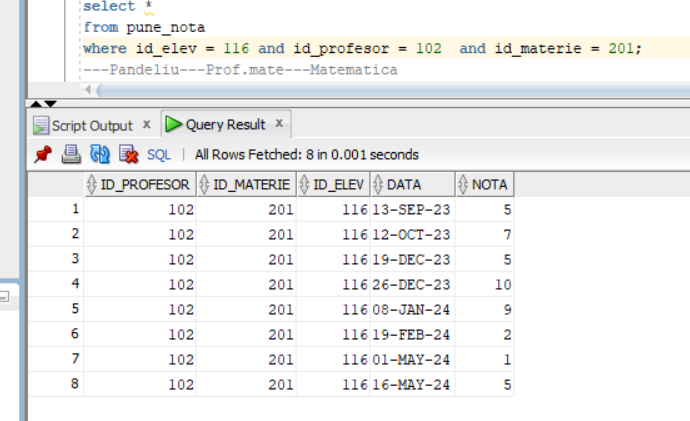 select *
from pune_nota
where id_elev = 116 and id_profesor = 102  and id_materie = 201;
---Pandeliu---Prof.mate---Matematica
Script Output x Query Result x
SQL | All Rows Fetched: 8 in 0.001 seconds
ID_PROFESOR ID_MATERIE ID_ELEV DATA NOTA
1 102 201 116 13-SEP-23 5
2 102 201 116 12-OCT-23 7
3 102 201 116 19-DEC-23 5
4 102 201 116 26-DEC-23 10
5 102 201 116 08-JAN-24 9
6 102 201 116 19-FEB-24 2
7 102 201 116 01-MAY-24 1
8 102 201 116 16-MAY-24 5